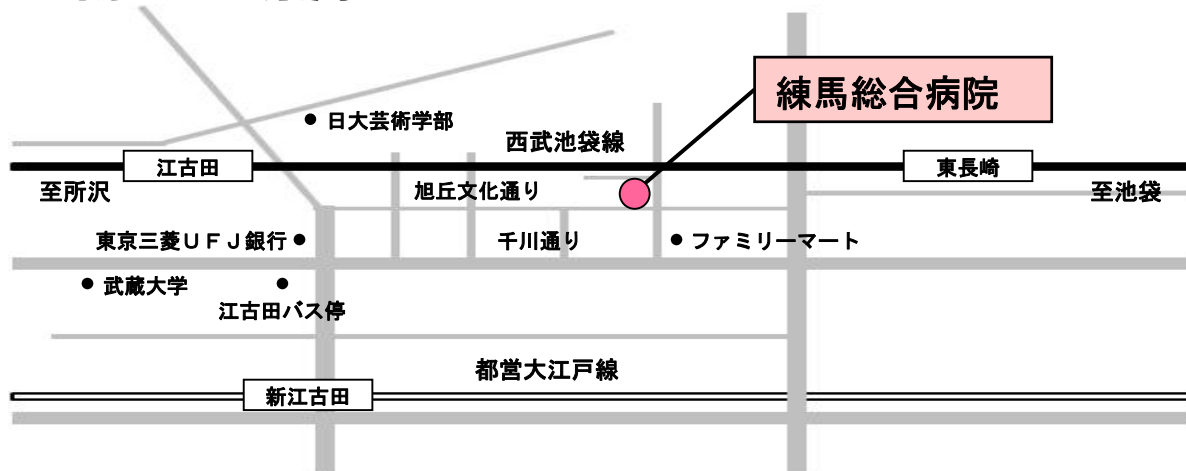 練馬総合病院
日大芸術学部
西武池袋線
江古田
東長崎
至所沢
旭丘文化通り
至池袋
東京三菱ＵＦＪ銀行
千川通り
ファミリーマート
武蔵大学
江古田バス停
都営大江戸線
新江古田